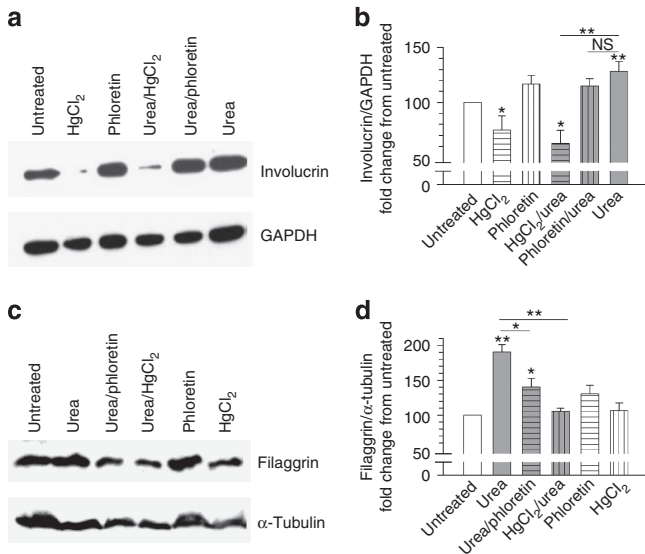 a
Untreated
HgCl2
Phloretin
Urea/HgCl2
Urea/phloretin
Urea
Involucrin
GAPDH
b
Involucrin/GAPDH
fold change from untreated
150
100
50
0
**
NS
**
*
*
Untreated
HgCl2
Phloretin
HgCl2/urea
Phloretin/urea
Urea
c
Untreated
Urea
Urea/phloretin
Urea/HgCl2
Phloretin
HgCl2
Filaggrin
α-Tubulin
d
Filaggrin/α-tubulin
fold change from untreated
200
150
100
50
0
**
*
**
*
Untreated
Urea
Urea/phloretin
HgCl2/urea
Phloretin
HgCl2